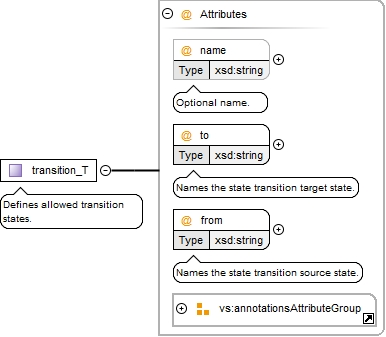 @ Attributes
@ name
Type xsd:string
Optional name.
@ to
Type xsd:string
transition_T
Names the state transition target state.
Defines allowed transition
states.
@ from
Type xsd:string
Names the state transition source state.
vs:annotationsAttributeGroup